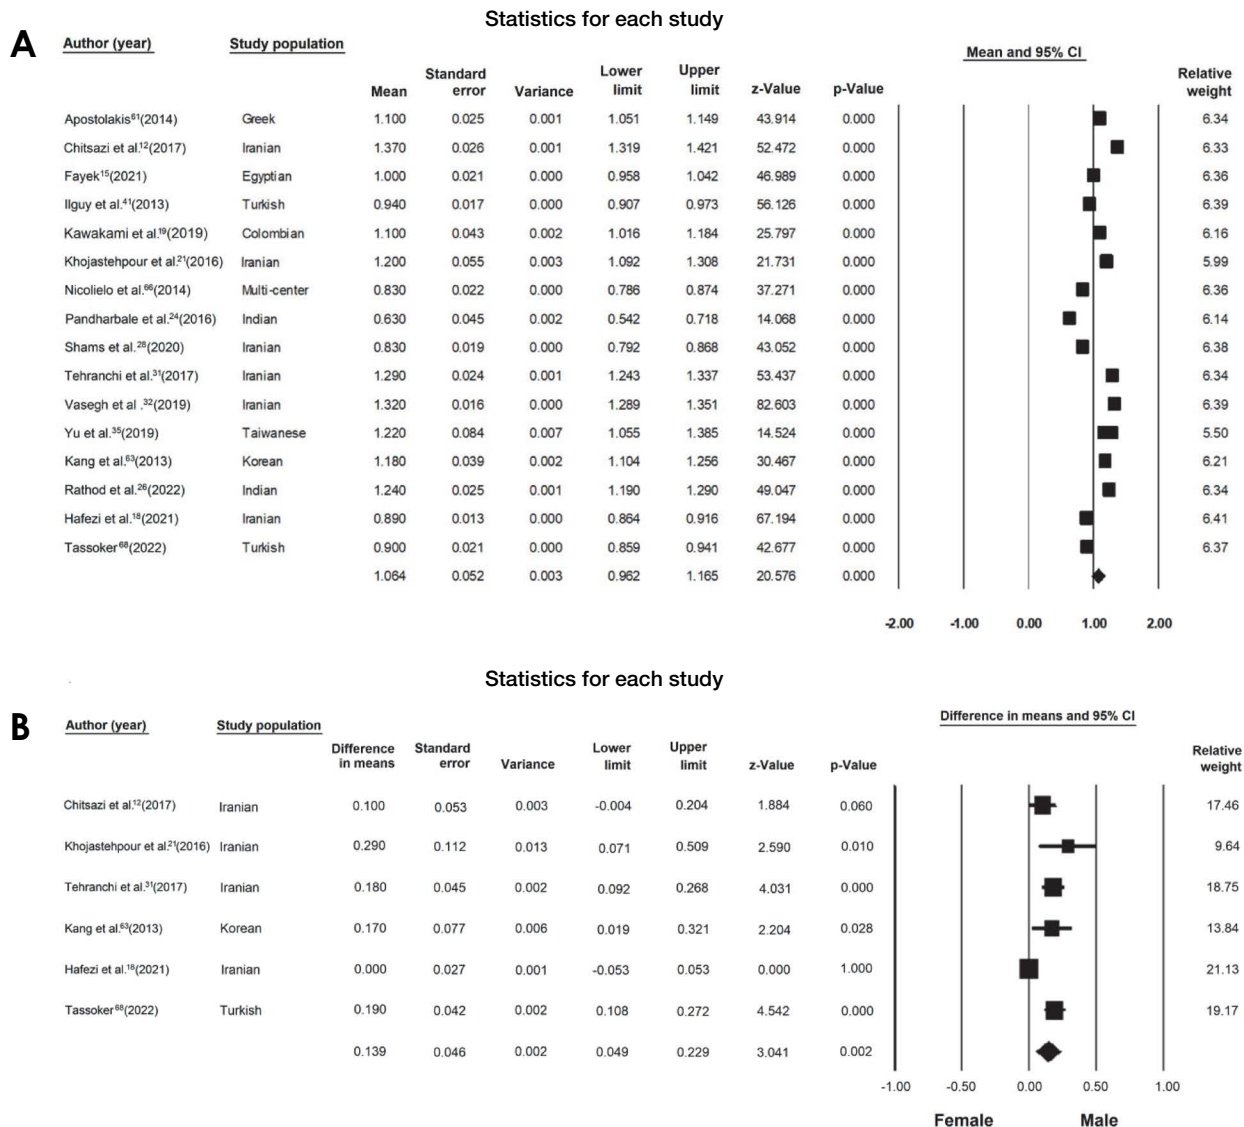 Statistics for each study
A
Author (year) Study population Mean and 95% CI
Mean Standard error Variance Lower limit Upper limit z-Value p-Value Relative weight
Apostolakis⁶¹(2014) Greek 1.100 0.025 0.001 1.051 1.149 43.914 0.000 6.34
Chitsazi et al.¹²(2017) Iranian 1.370 0.026 0.001 1.319 1.421 52.472 0.000 6.33
Fayek¹⁵(2021) Egyptian 1.000 0.021 0.000 0.958 1.042 46.989 0.000 6.36
Ilguy et al.⁴¹(2013) Turkish 0.940 0.017 0.000 0.907 0.973 56.126 0.000 6.39
Kawakami et al.¹⁹(2019) Colombian 1.100 0.043 0.002 1.016 1.184 25.797 0.000 6.16
Khojastehpour et al.²¹(2016) Iranian 1.200 0.055 0.003 1.092 1.308 21.731 0.000 5.99
Nicolielo et al.⁶⁶(2014) Multi-center 0.830 0.022 0.000 0.786 0.874 37.271 0.000 6.36
Pandharbale et al.²⁴(2016) Indian 0.630 0.045 0.002 0.542 0.718 14.068 0.000 6.14
Shams et al.²⁸(2020) Iranian 0.830 0.019 0.000 0.792 0.868 43.052 0.000 6.38
Tehranchi et al.³¹(2017) Iranian 1.290 0.024 0.001 1.243 1.337 53.437 0.000 6.34
Vasegh et al .³²(2019) Iranian 1.320 0.016 0.000 1.289 1.351 82.603 0.000 6.39
Yu et al.³⁵(2019) Taiwanese 1.220 0.084 0.007 1.055 1.385 14.524 0.000 5.50
Kang et al.⁶³(2013) Korean 1.180 0.039 0.002 1.104 1.256 30.467 0.000 6.21
Rathod et al.²⁶(2022) Indian 1.240 0.025 0.001 1.190 1.290 49.047 0.000 6.34
Hafezi et al.¹⁸(2021) Iranian 0.890 0.013 0.000 0.864 0.916 67.194 0.000 6.41
Tassoker⁶⁸(2022) Turkish 0.900 0.021 0.000 0.859 0.941 42.677 0.000 6.37
1.064 0.052 0.003 0.962 1.165 20.576 0.000
-2.00 -1.00 0.00 1.00 2.00
Statistics for each study
B
Author (year) Study population Difference in means and 95% CI
Difference in means Standard error Variance Lower limit Upper limit z-Value p-Value Relative weight
Chitsazi et al.¹²(2017) Iranian 0.100 0.053 0.003 -0.004 0.204 1.884 0.060 17.46
Khojastehpour et al.²¹(2016) Iranian 0.290 0.112 0.013 0.071 0.509 2.590 0.010 9.64
Tehranchi et al.³¹(2017) Iranian 0.180 0.045 0.002 0.092 0.268 4.031 0.000 18.75
Kang et al.⁶³(2013) Korean 0.170 0.077 0.006 0.019 0.321 2.204 0.028 13.84
Hafezi et al.¹⁸(2021) Iranian 0.000 0.027 0.001 -0.053 0.053 0.000 1.000 21.13
Tassoker⁶⁸(2022) Turkish 0.190 0.042 0.002 0.108 0.272 4.542 0.000 19.17
0.139 0.046 0.002 0.049 0.229 3.041 0.002
-1.00 -0.50 0.00 0.50 1.00
Female Male